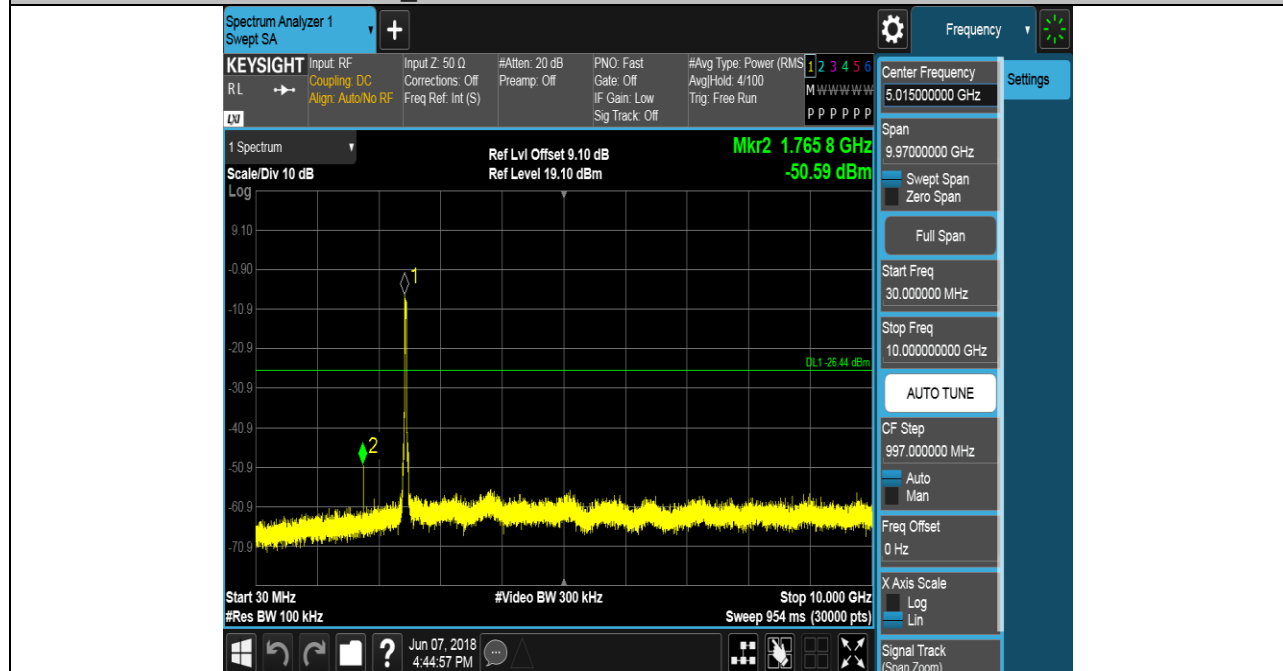 Spectrum Analyzer 1
Swept SA
+
Frequency
KEYSIGHT
RL
LXI
Input: RF
Coupling: DC
Align: Auto/No RF
Input Z: 50 Ω
Corrections: Off
Freq Ref: Int (S)
#Atten: 20 dB
Preamp: Off
PNO: Fast
Gate: Off
IF Gain: Low
Sig Track: Off
#Avg Type: Power (RMS
Avg|Hold: 4/100
Trig: Free Run
1 2 3 4 5 6
M W W W W W
P P P P P P
1 Spectrum
Scale/Div 10 dB
Log
Ref Lvl Offset 9.10 dB
Ref Level 19.10 dBm
Mkr2 1.765 8 GHz
-50.59 dBm
9.10
-0.90
-10.9
-20.9
-30.9
-40.9
-50.9
-60.9
-70.9
1
2
DL1 -26.44 dBm
Start 30 MHz
#Res BW 100 kHz
#Video BW 300 kHz
Stop 10.000 GHz
Sweep 954 ms (30000 pts)
?
Jun 07, 2018
4:44:57 PM
Center Frequency
5.015000000 GHz
Settings
Span
9.97000000 GHz
Swept Span
Zero Span
Full Span
Start Freq
30.000000 MHz
Stop Freq
10.000000000 GHz
AUTO TUNE
CF Step
997.000000 MHz
Auto
Man
Freq Offset
0 Hz
X Axis Scale
Log
Lin
Signal Track
(Span Zoom)